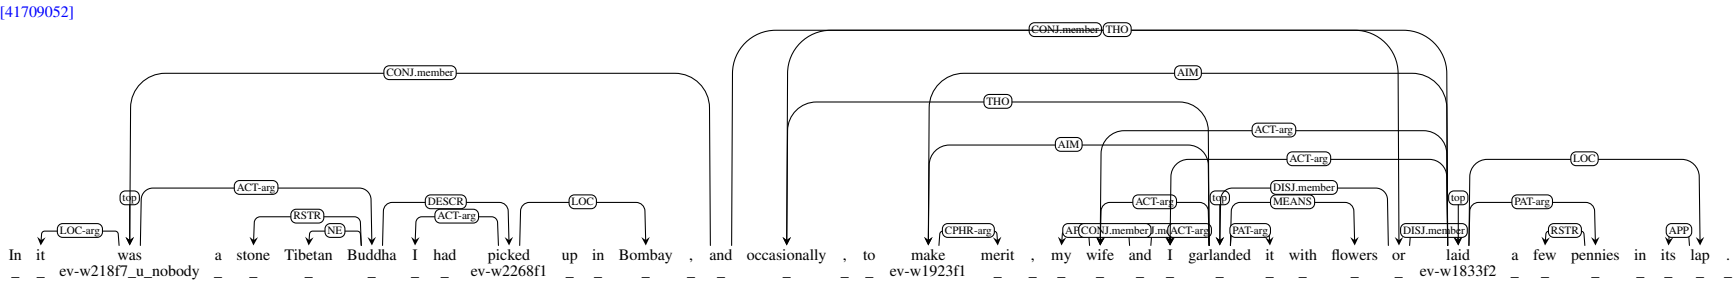 [41709052]
CONJ.member THO
CONJ.member AIM
THO
ACT-arg
AIM
ACT-arg LOC
ACT-arg DISJ.member
top DESCR LOC ACT-arg top MEANS top PAT-arg
RSTR ACT-arg
LOC-arg NE CPHR-arg CONJ.member ACT-arg PAT-arg DISJ.member RSTR APP
In it was a stone Tibetan Buddha I had picked up in Bombay , and occasionally , to make merit , my wife and I garlanded it with flowers or laid a few pennies in its lap .
_ _ ev-w218f7_u_nobody _ _ _ _ _ _ ev-w2268f1 _ _ _ _ _ _ _ _ ev-w1923f1 _ _ _ _ _ _ _ _ _ _ _ ev-w1833f2 _ _ _ _ _ _ _